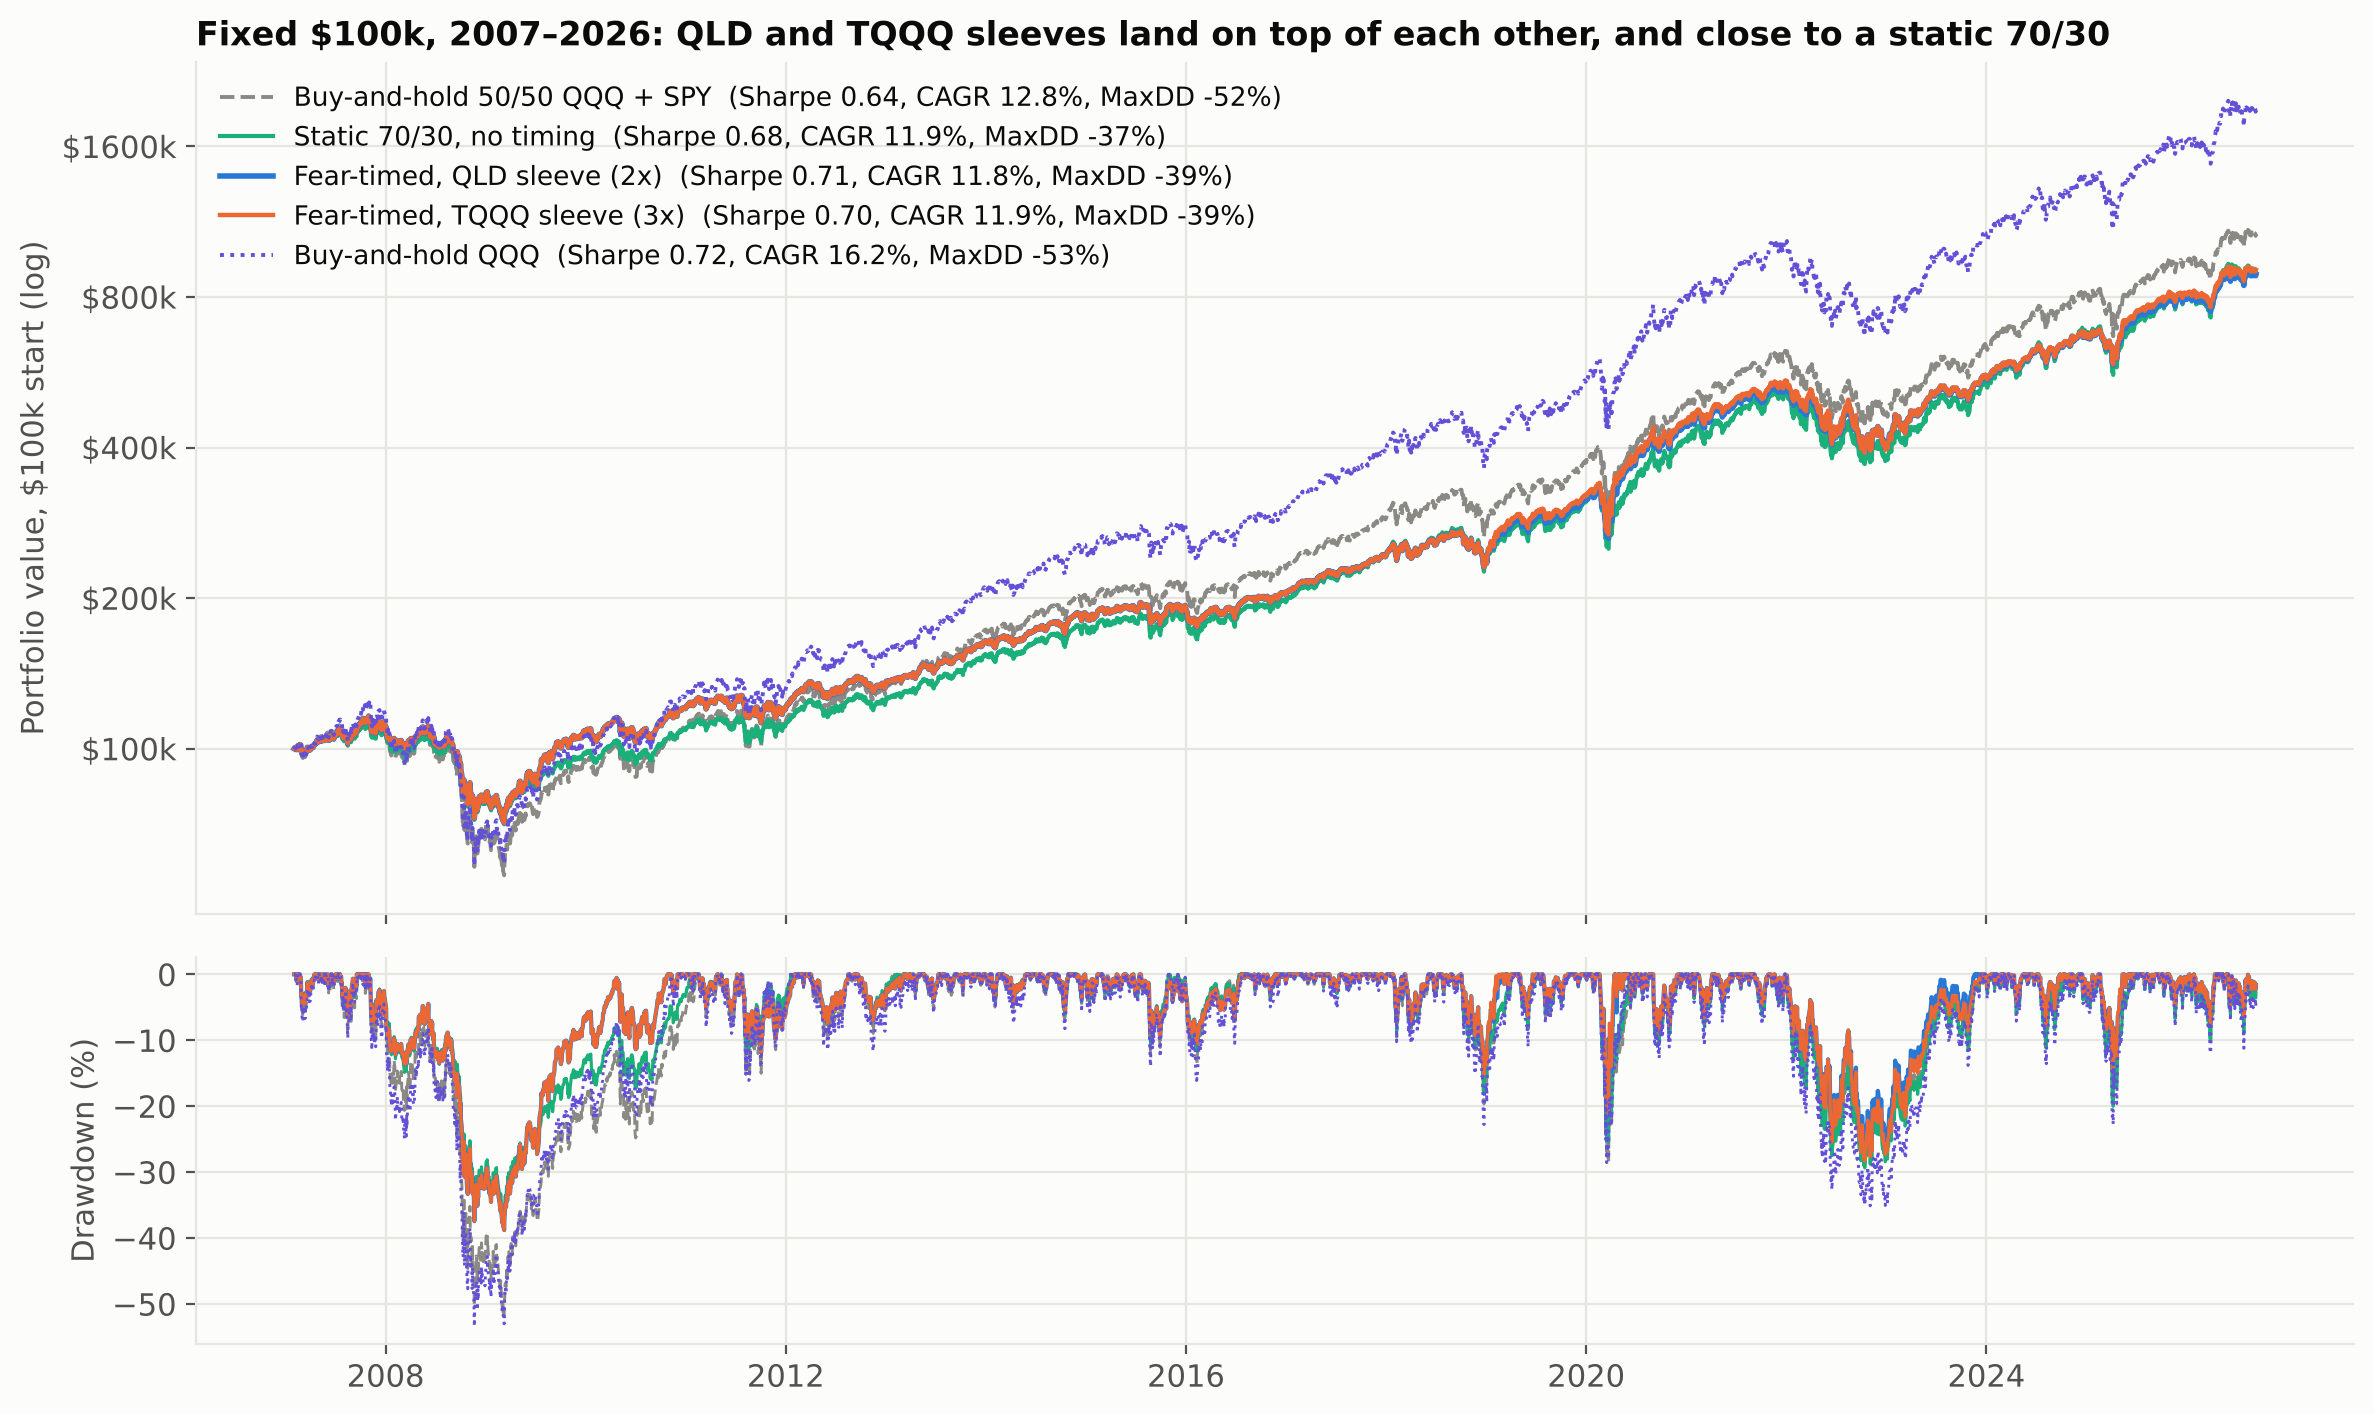 Fixed $100k, 2007–2026: QLD and TQQQ sleeves land on top of each other, and close to a static 70/30
Buy-and-hold 50/50 QQQ + SPY (Sharpe 0.64, CAGR 12.8%, MaxDD -52%)
Static 70/30, no timing (Sharpe 0.68, CAGR 11.9%, MaxDD -37%)
Fear-timed, QLD sleeve (2x) (Sharpe 0.71, CAGR 11.8%, MaxDD -39%)
Fear-timed, TQQQ sleeve (3x) (Sharpe 0.70, CAGR 11.9%, MaxDD -39%)
Buy-and-hold QQQ (Sharpe 0.72, CAGR 16.2%, MaxDD -53%)
Portfolio value, $100k start (log)
$1600k
$800k
$400k
$200k
$100k
Drawdown (%)
0
−10
−20
−30
−40
−50
2008
2012
2016
2020
2024